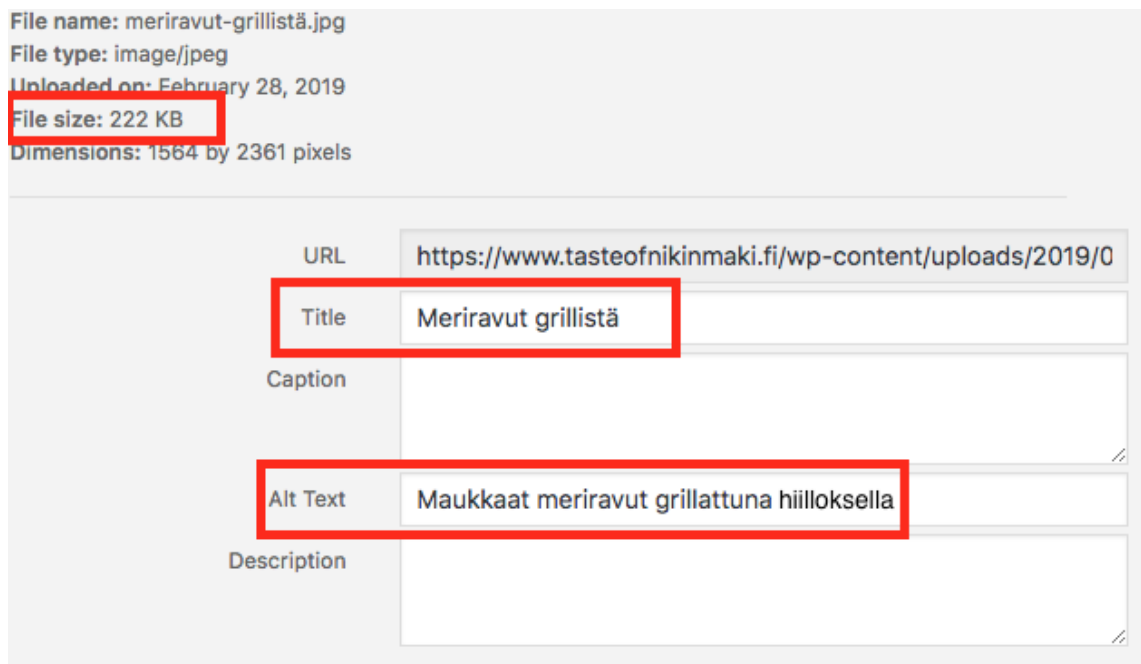 File name: meriravut-grillistä.jpg
File type: image/jpeg
Uploaded on: February 28, 2019
File size: 222 KB
Dimensions: 1564 by 2361 pixels
URL https://www.tasteofnikinmaki.fi/wp-content/uploads/2019/0
Title Meriravut grillistä
Caption
Alt Text Maukkaat meriravut grillattuna hiilloksella
Description